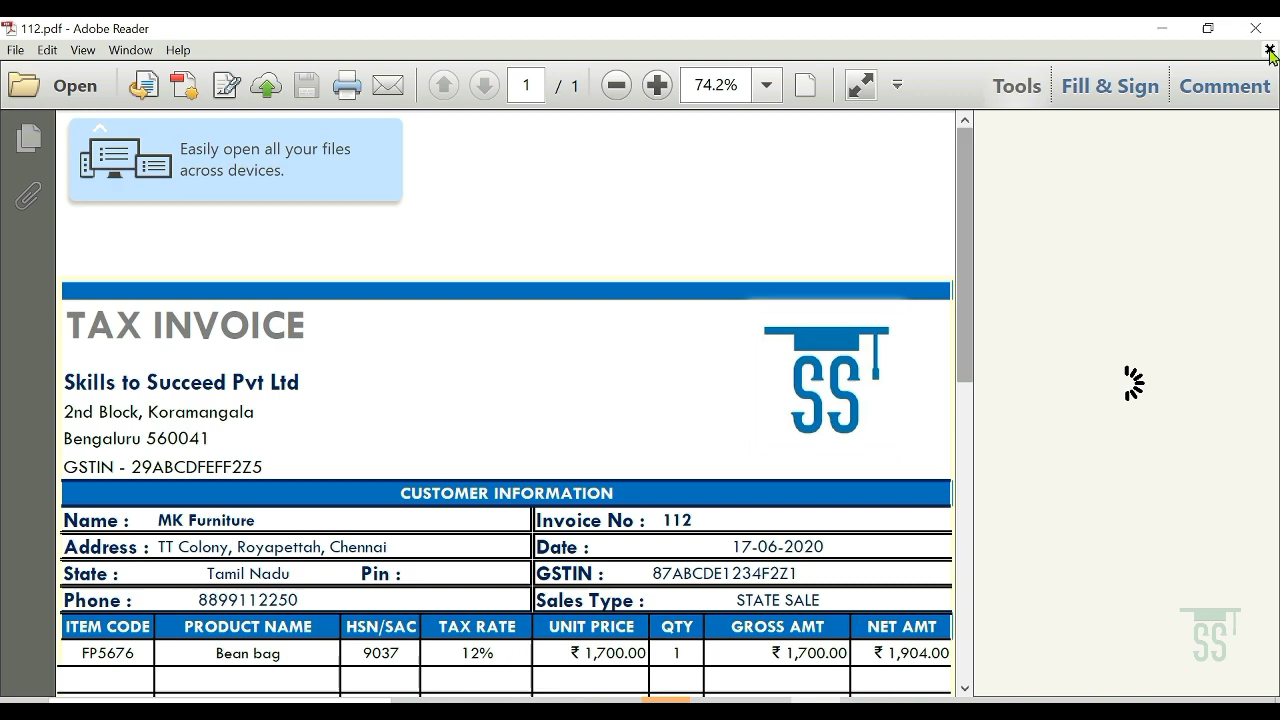 112.pdf - Adobe Reader
File Edit View Window Help
Open 1 / 1 74.2% Tools Fill & Sign Comment
Easily open all your files
across devices.
TAX INVOICE
SS
Skills to Succeed Pvt Ltd
2nd Block, Koramangala
Bengaluru 560041
GSTIN - 29ABCDFEFF2Z5
CUSTOMER INFORMATION
Name : MK Furniture Invoice No : 112
Address : TT Colony, Royapettah, Chennai Date : 17-06-2020
State : Tamil Nadu Pin : GSTIN : 87ABCDE1234F2Z1
Phone : 8899112250 Sales Type : STATE SALE
ITEM CODE PRODUCT NAME HSN/SAC TAX RATE UNIT PRICE QTY GROSS AMT NET AMT
FP5676 Bean bag 9037 12% ₹ 1,700.00 1 ₹ 1,700.00 ₹ 1,904.00
SS